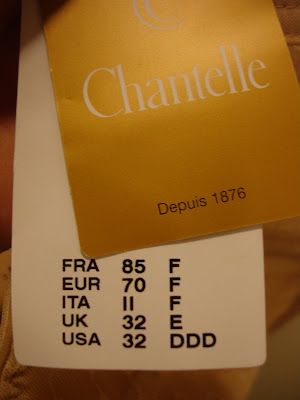 Chantelle
Depuis 1876
FRA 85 F
EUR 70 F
ITA II F
UK 32 E
USA 32 DDD